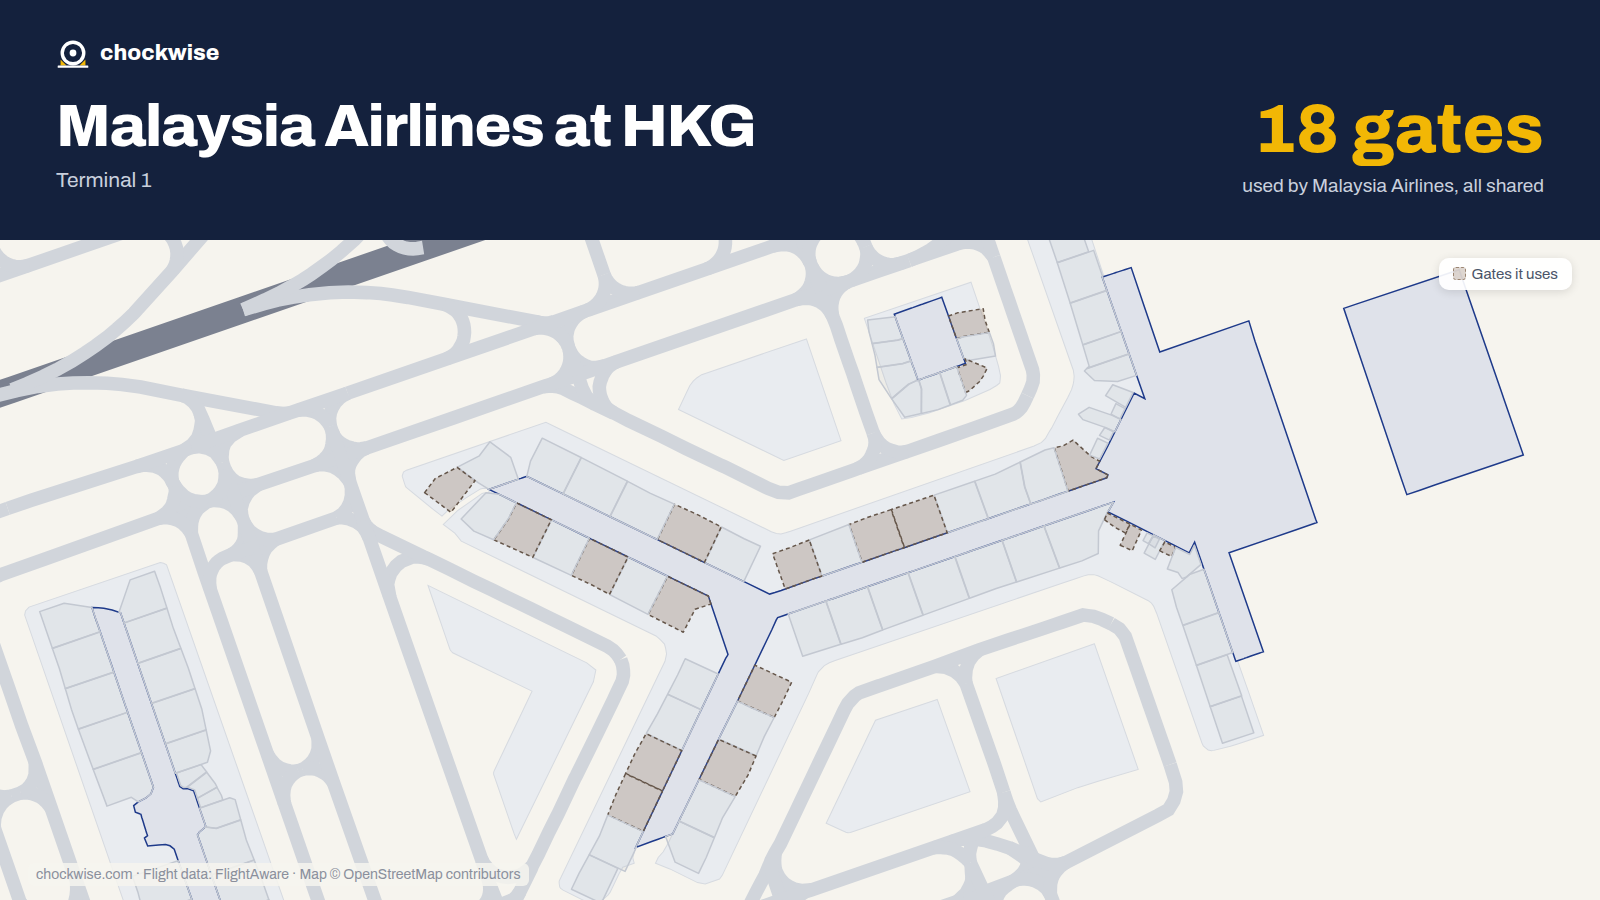 chockwise
Malaysia Airlines at HKG
Terminal 1
18 gates
used by Malaysia Airlines, all shared
Gates it uses
chockwise.com · Flight data: FlightAware · Map © OpenStreetMap contributors